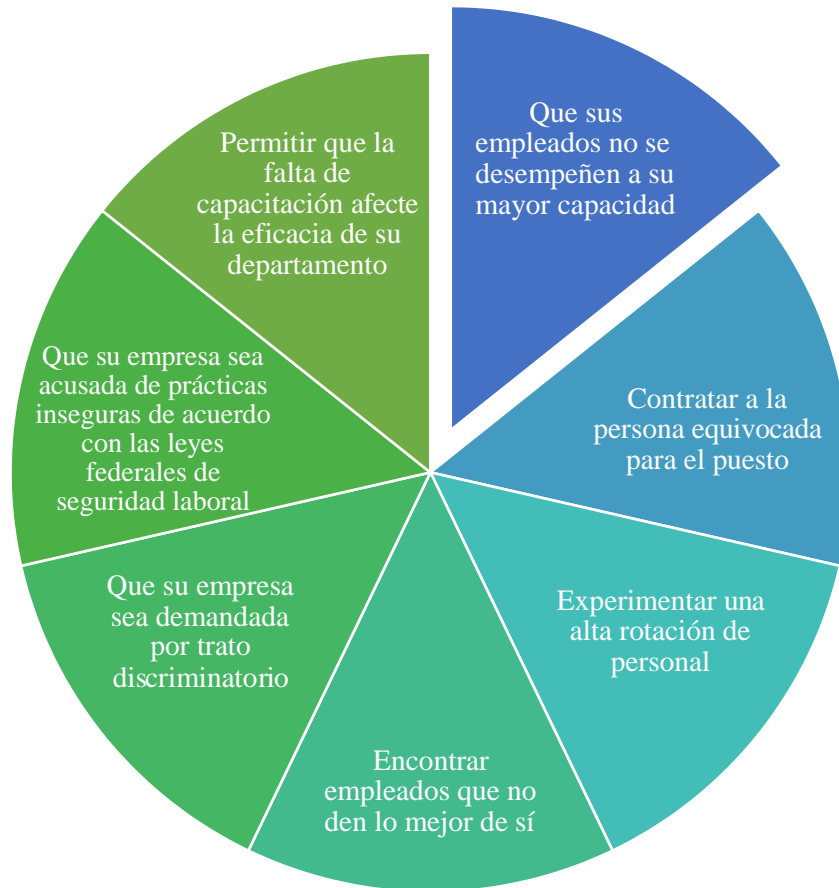 Que sus
empleados no se
desempeñen a su
mayor capacidad
Contratar a la
persona equivocada
para el puesto
Experimentar una
alta rotación de
personal
Encontrar
empleados que no
den lo mejor de sí
Que su empresa
sea demandada
por trato
discriminatorio
Que su empresa sea
acusada de prácticas
inseguras de acuerdo
con las leyes
federales de
seguridad laboral
Permitir que la
falta de
capacitación afecte
la eficacia de su
departamento